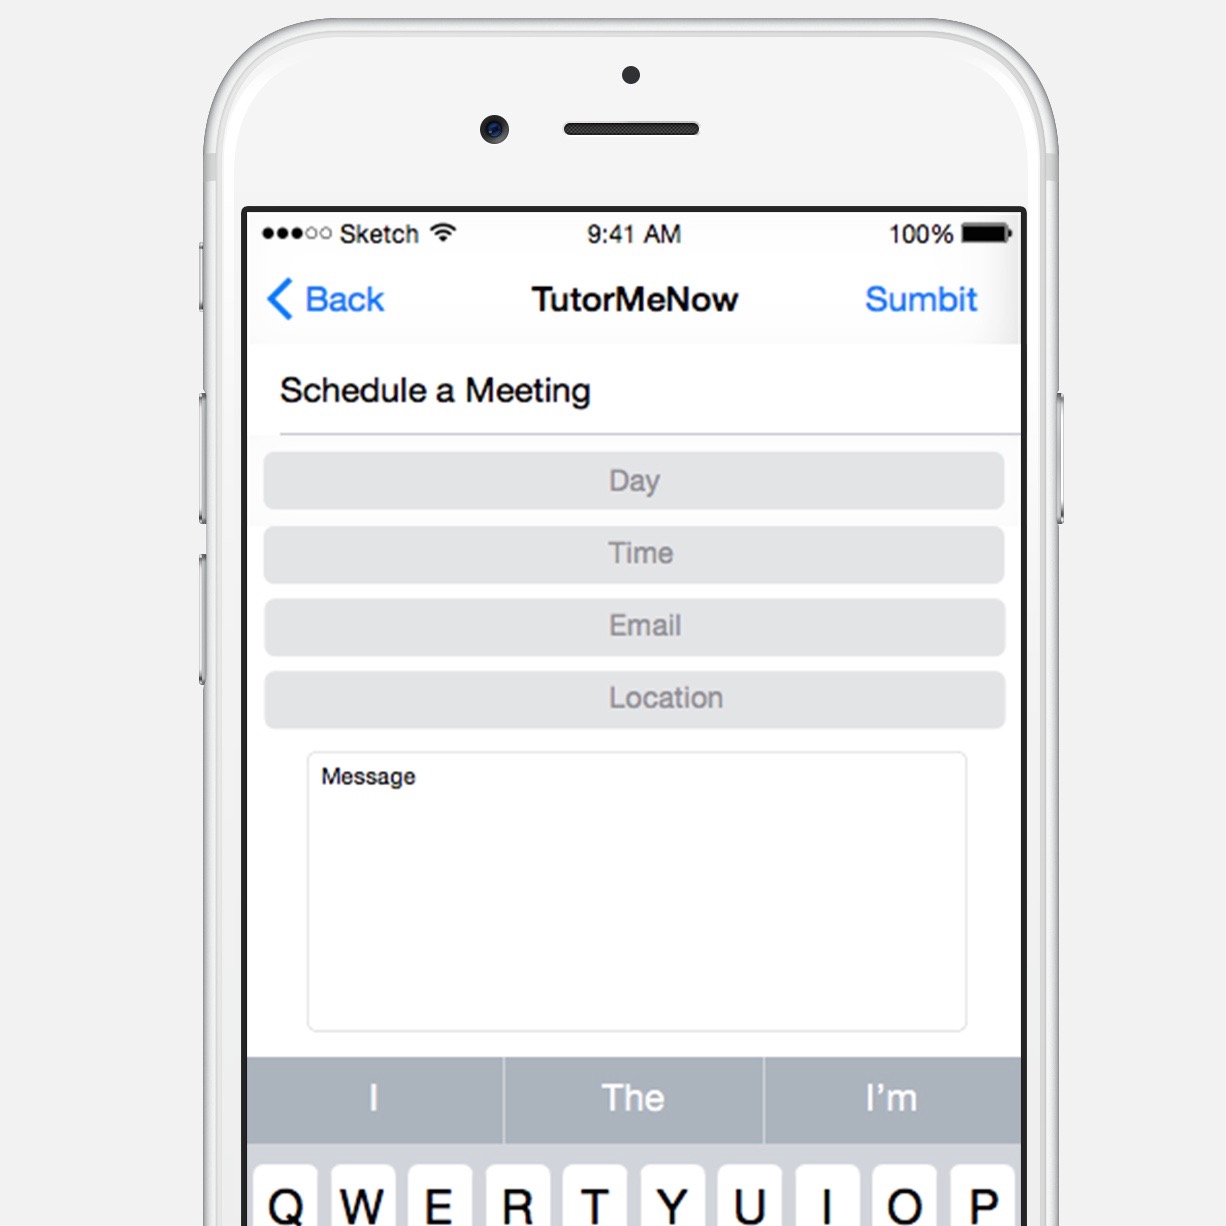 Sketch 9:41 AM 100%
Back TutorMeNow Sumbit
Schedule a Meeting
Day
Time
Email
Location
Message
I The I’m
Q W E R T Y U I O P